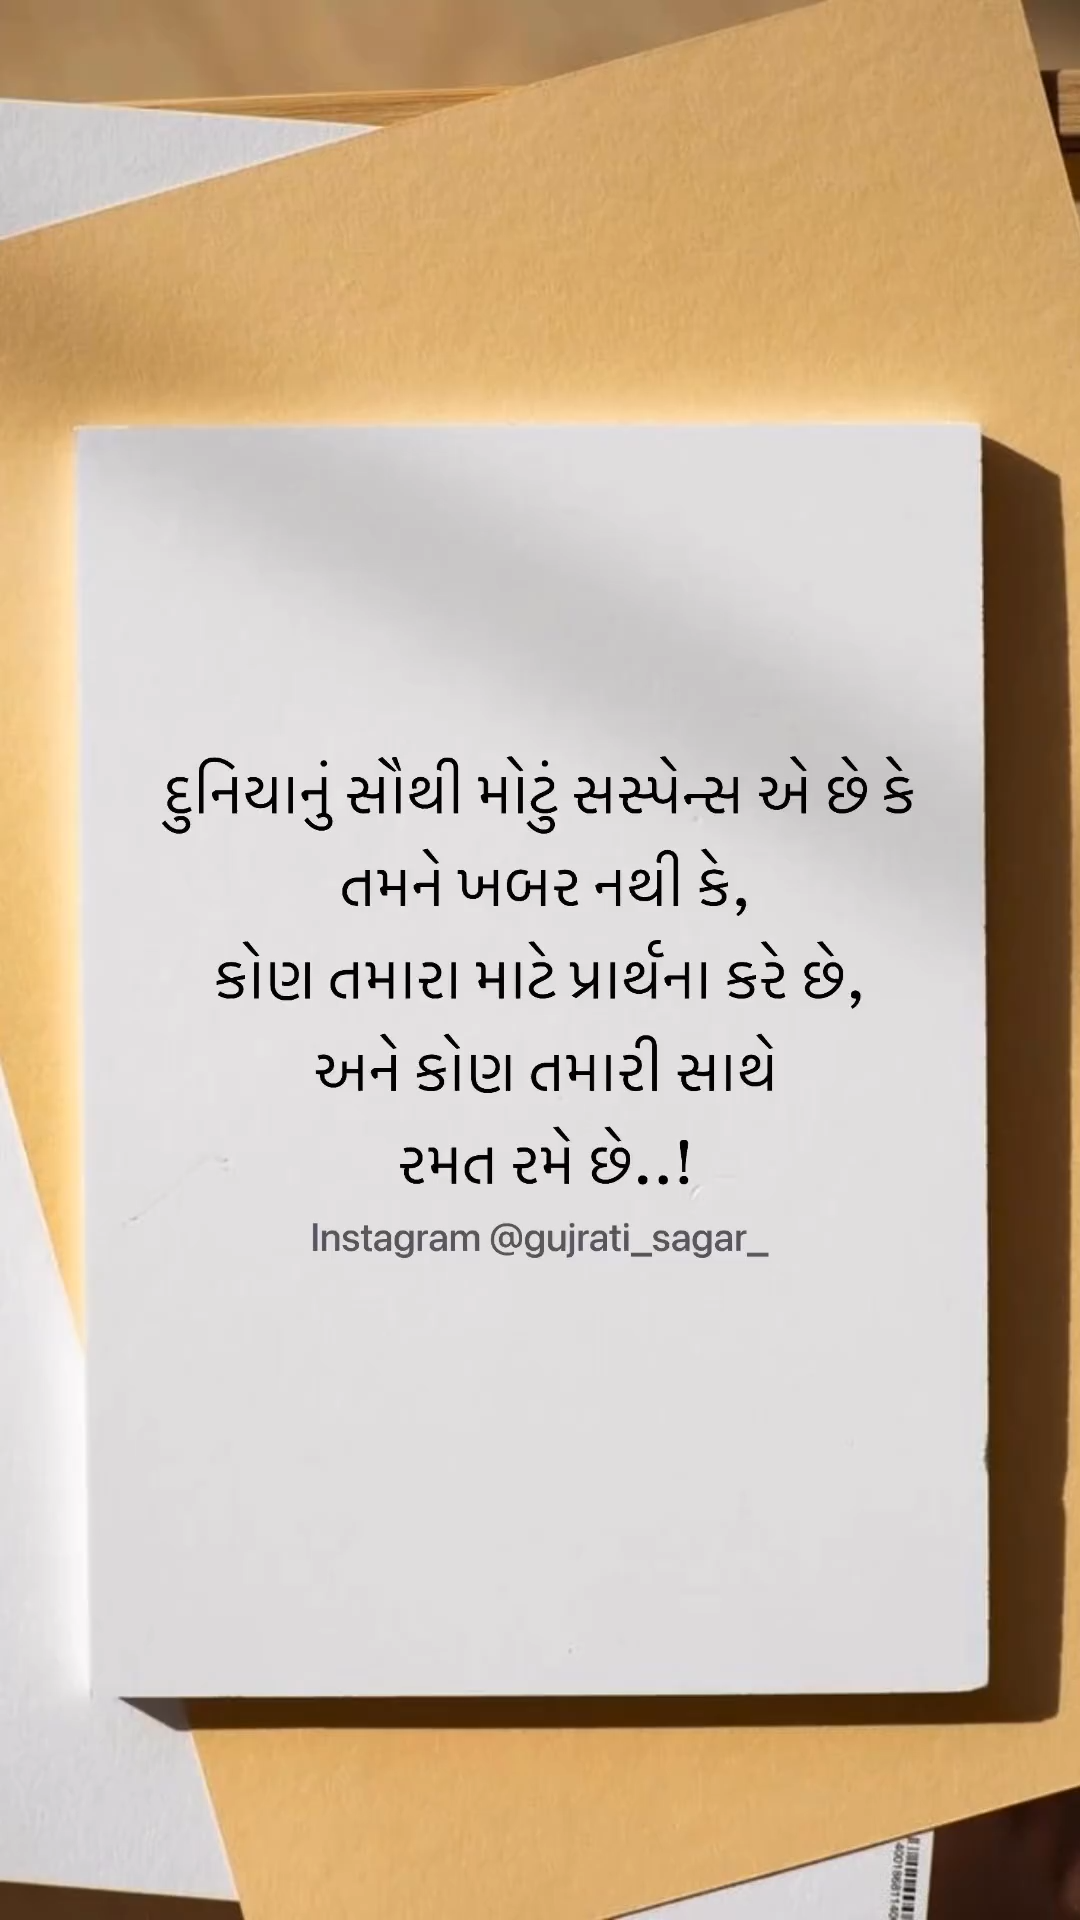 દુનિયાનું સૌથી મોટું સસ્પેન્સ એ છે કે
તમને ખબર નથી કે,
કોણ તમારા માટે પ્રાર્થના કરે છે,
અને કોણ તમારી સાથે
રમત રમે છે..!
Instagram @gujrati_sagar_